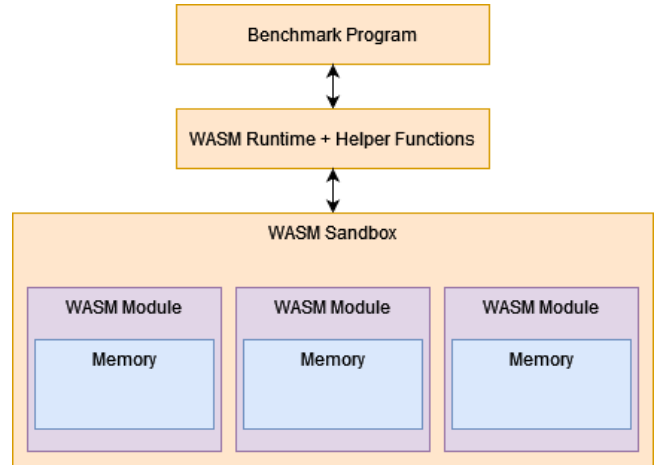 Benchmark Program
WASM Runtime + Helper Functions
WASM Sandbox
WASM Module
WASM Module
WASM Module
Memory
Memory
Memory